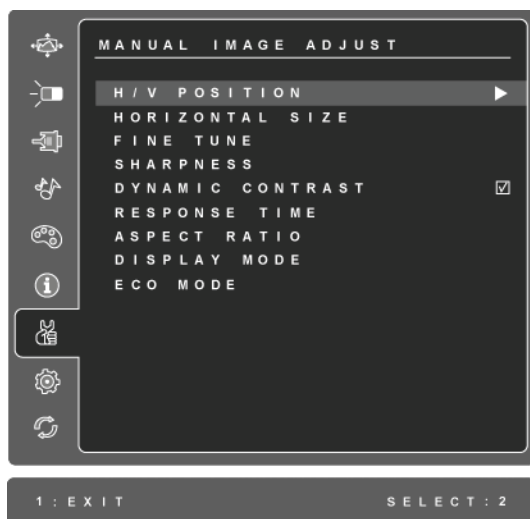 MANUAL IMAGE ADJUST
H/V POSITION
HORIZONTAL SIZE
FINE TUNE
SHARPNESS
DYNAMIC CONTRAST
RESPONSE TIME
ASPECT RATIO
DISPLAY MODE
ECO MODE
1:EXIT SELECT:2